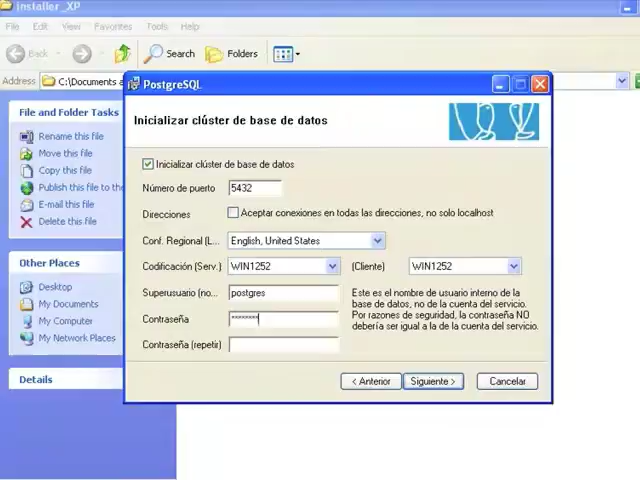 installer_XP
File Edit View Favorites Tools Help
Back Search Folders
Address C:\Documents a
File and Folder Tasks
Rename this file
Move this file
Copy this file
Publish this file to the
E-mail this file
Delete this file
Other Places
Desktop
My Documents
My Computer
My Network Places
Details
PostgreSQL
Inicializar clúster de base de datos
Inicializar clúster de base de datos
Número de puerto 5432
Direcciones Aceptar conexiones en todas las direcciones, no solo localhost
Conf. Regional (L... English, United States
Codificación (Serv.) WIN1252 (Cliente) WIN1252
Superusuario (no... postgres
Contraseña ********
Contraseña (repetir)
Este es el nombre de usuario interno de la
base de datos, no de la cuenta del servicio.
Por razones de seguridad, la contraseña NO
debería ser igual a la de la cuenta del servicio.
< Anterior Siguiente > Cancelar